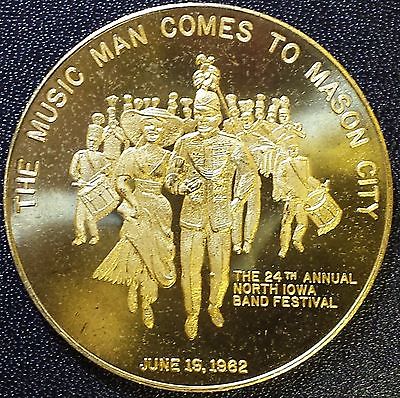 THE MUSIC MAN COMES TO MASON CITY
THE 24TH ANNUAL
NORTH IOWA
BAND FESTIVAL
JUNE 19, 1962